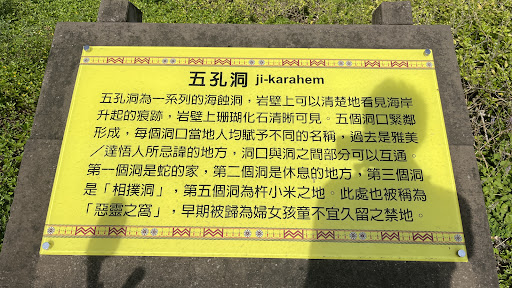 五孔洞 ji-karahem
五孔洞為一系列的海蝕洞，岩壁上可以清楚地看見海岸
升起的痕跡，岩壁上珊瑚化石清晰可見。五個洞口緊鄰
形成，每個洞口當地人均賦予不同的名稱，過去是雅美
／達悟人所忌諱的地方，洞口與洞之間部分可以互通。
第一個洞是蛇的家，第二個洞是休息的地方，第三個洞
是「相撲洞」，第五個洞為杵小米之地。此處也被稱為
「惡靈之窩」，早期被歸為婦女孩童不宜久留之禁地。